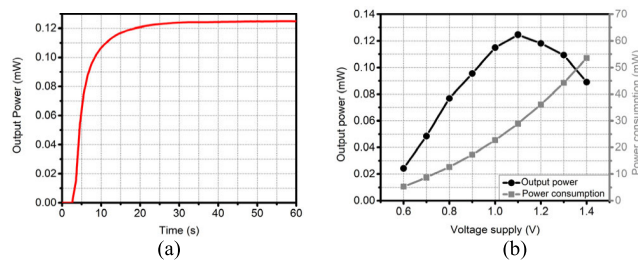 0.12
0.10
0.08
0.06
0.04
0.02
0.00
Output Power (mW)
0 10 20 30 40 50 60
Time (s)
(a)
0.14
0.12
0.10
0.08
0.06
0.04
0.02
0.00
Output power (mW)
70
60
50
40
30
20
10
0
Power consumption (mW)
Output power
Power consumption
0.6 0.8 1.0 1.2 1.4
Voltage supply (V)
(b)